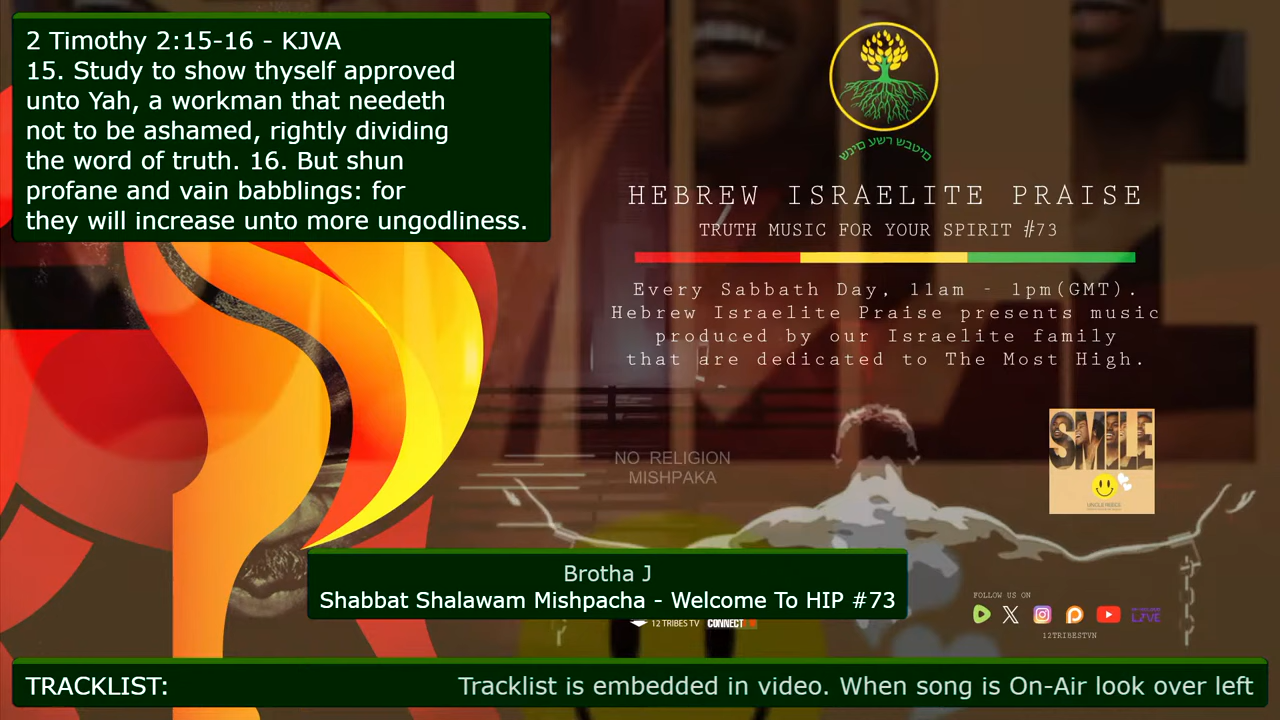 2 Timothy 2:15-16 - KJVA
15. Study to show thyself approved
unto Yah, a workman that needeth
not to be ashamed, rightly dividing
the word of truth. 16. But shun
profane and vain babblings: for
they will increase unto more ungodliness.
שנים עשר שבטים
HEBREW ISRAELITE PRAISE
TRUTH MUSIC FOR YOUR SPIRIT #73
Every Sabbath Day, 11am - 1pm(GMT).
Hebrew Israelite Praise presents music
produced by our Israelite family
that are dedicated to The Most High.
NO RELIGION
MISHPAKA
SMILE
Brotha J
Shabbat Shalawam Mishpacha - Welcome To HIP #73
12 TRIBES TV CONNECT
FOLLOW US ON
LIVE
12TRIBESTVN
TRACKLIST:
Tracklist is embedded in video. When song is On-Air look over left